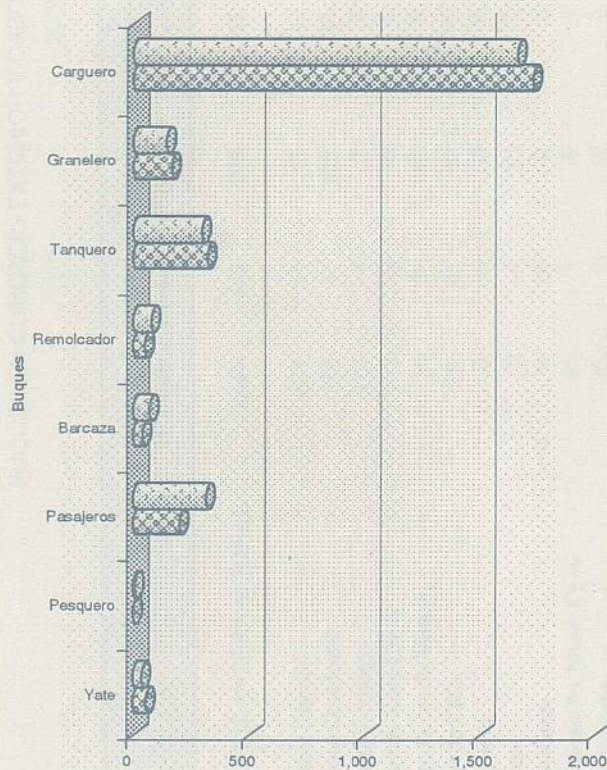 Buques
Carguero
Granelero
Tanquero
Remolcador
Barcaza
Pasajeros
Pesquero
Yate
0
500
1,000
1,500
2,000